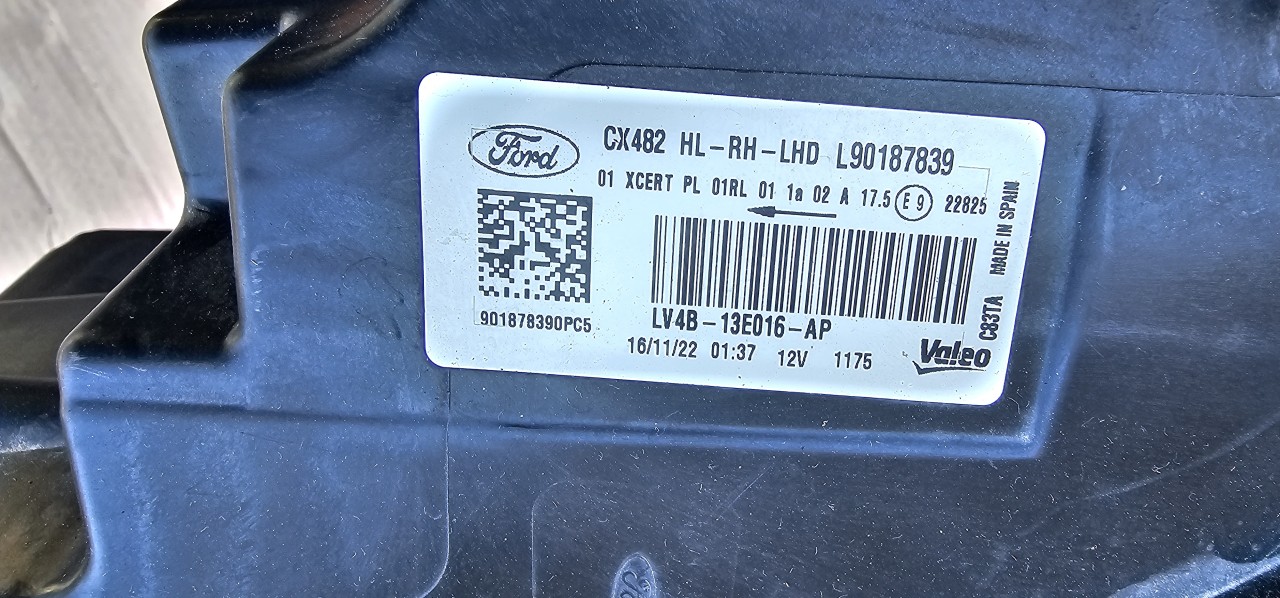 Ford
CX482 HL-RH-LHD L90187839
01 XCERT PL 01RL 01 1a 02 A 17.5 E9 22825
901878390PC5
LV4B-13E016-AP
16/11/22 01:37 12V 1175
Valeo
C83TA MADE IN SPAIN